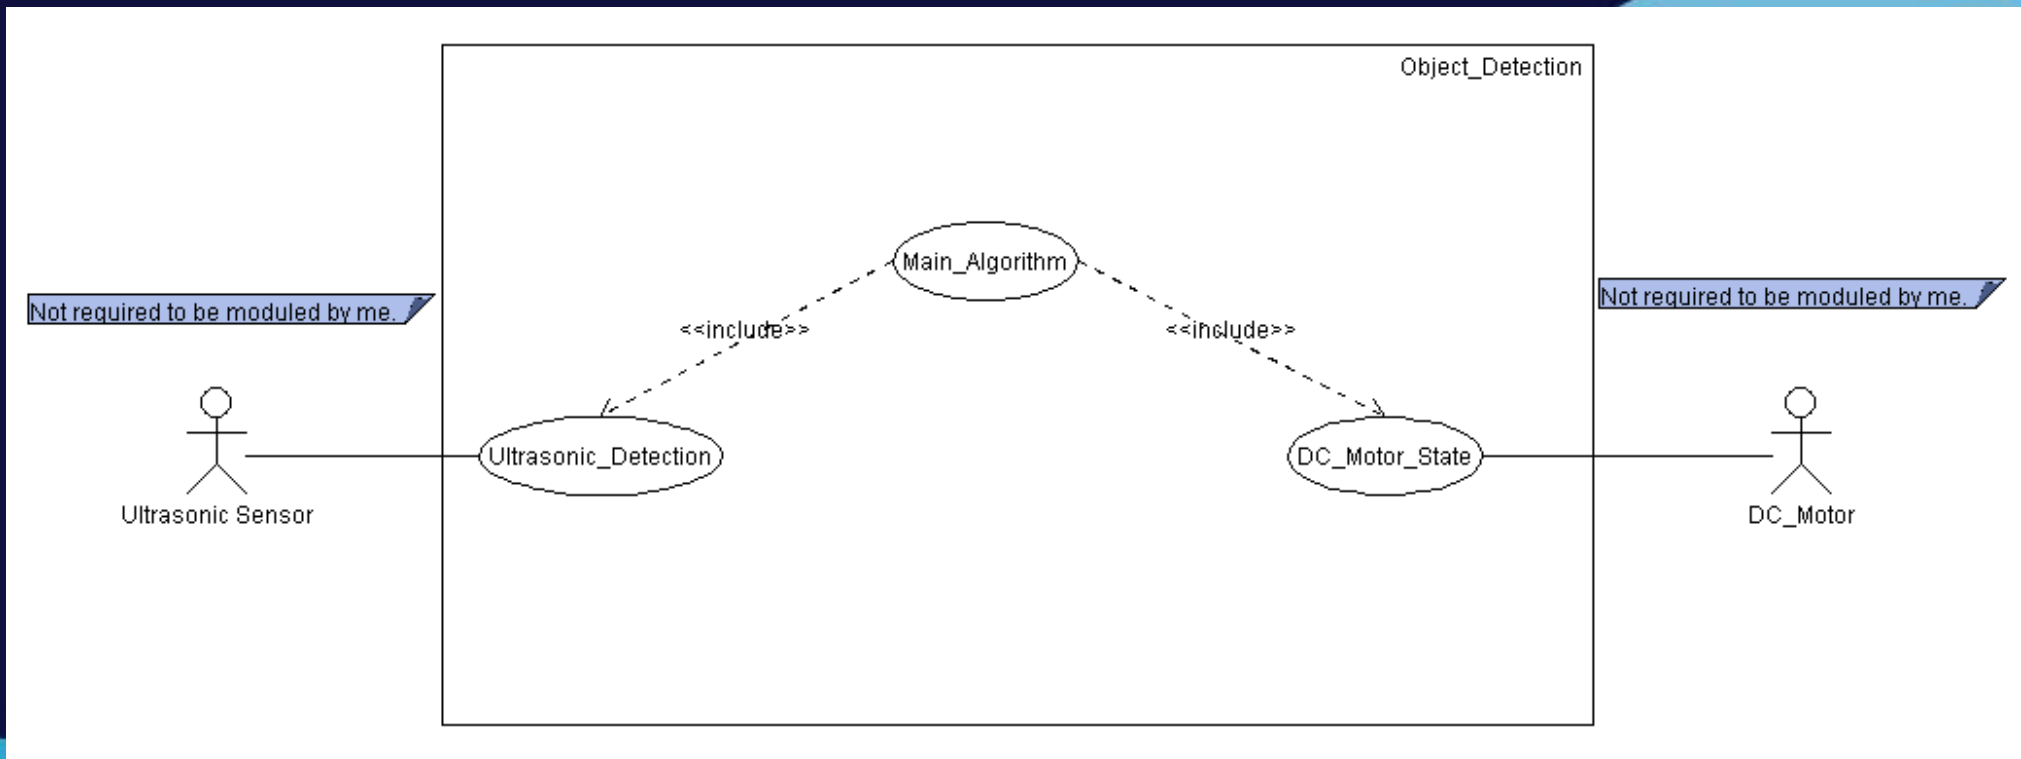 Object_Detection
Main_Algorithm
Not required to be moduled by me.
Not required to be moduled by me.
<<include>>
<<include>>
Ultrasonic_Detection
DC_Motor_State
Ultrasonic Sensor
DC_Motor